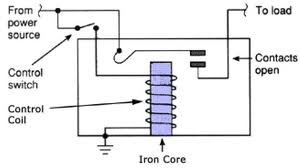 From
power
source
To load
Control
switch
Contacts
open
Control
Coil
Iron Core